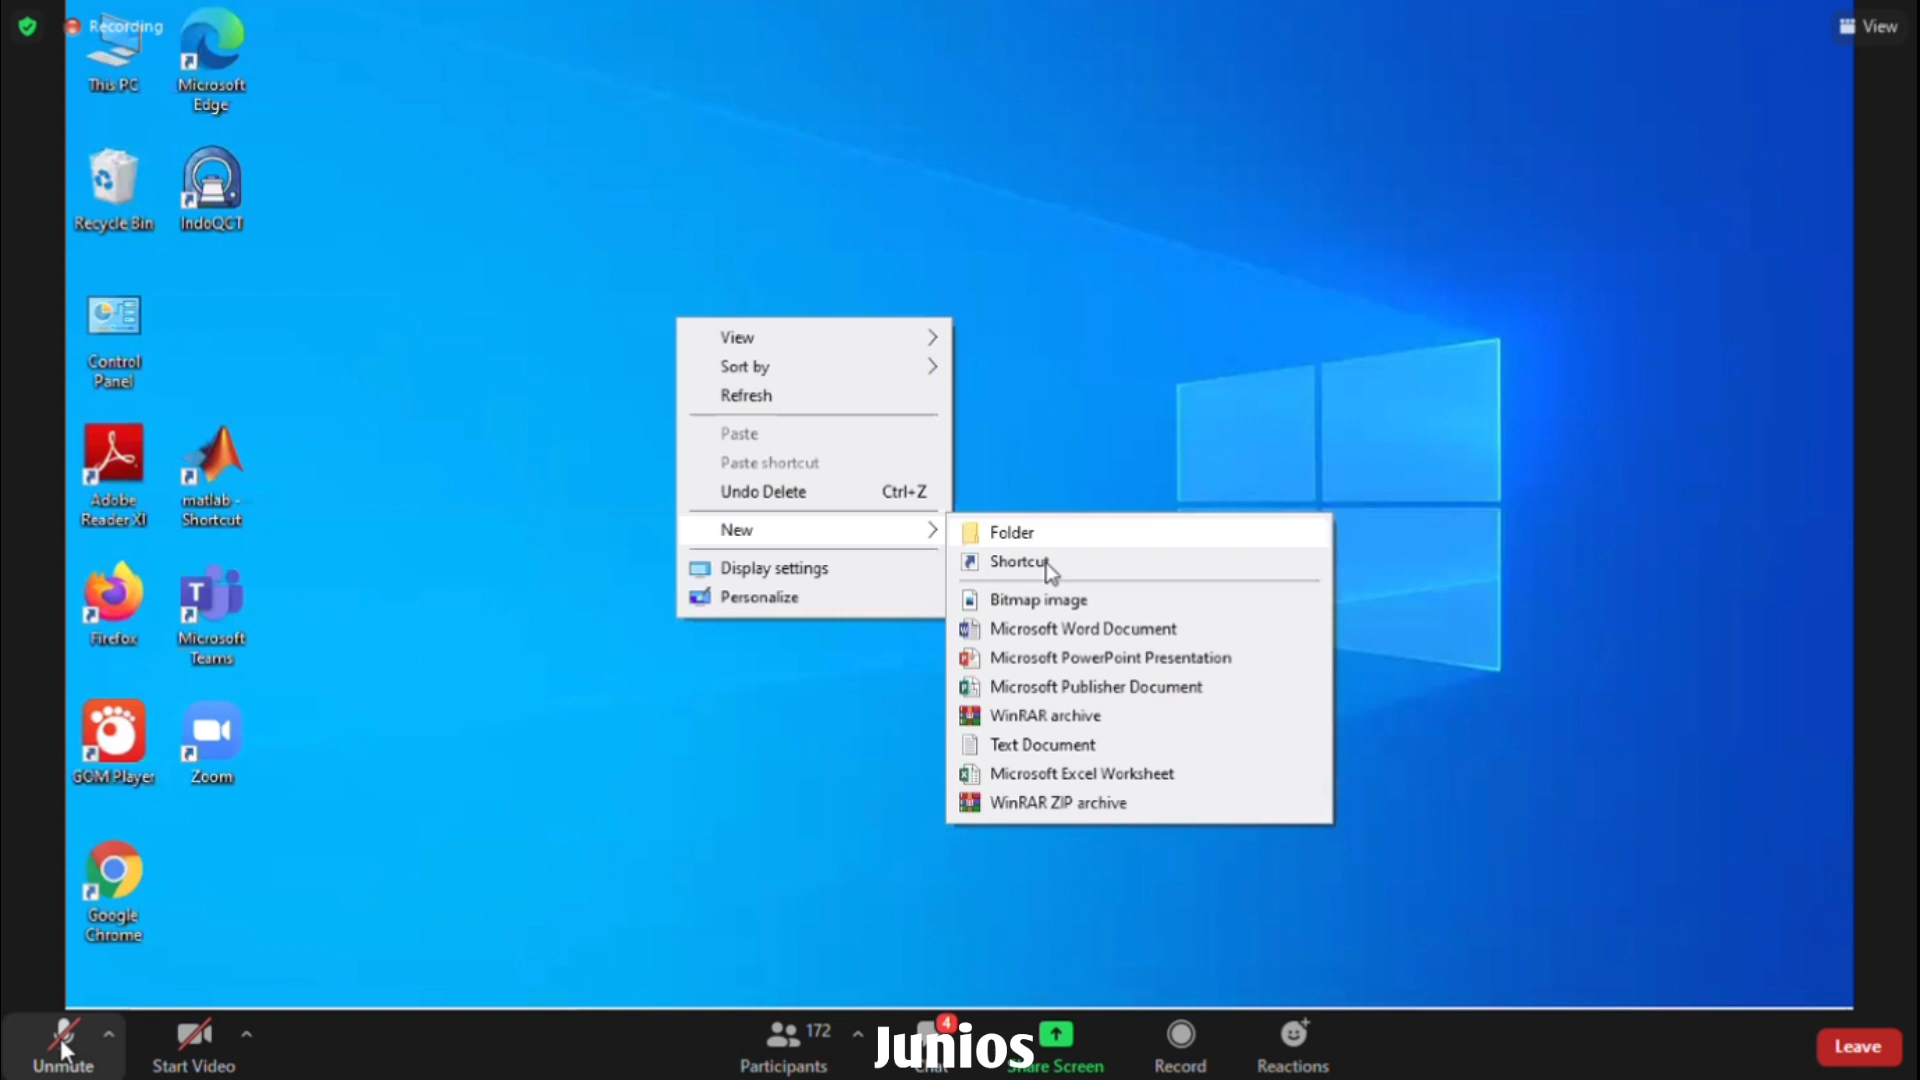 Recording
View
This PC
Microsoft
Edge
Recycle Bin
IndoQCT
Control
Panel
Adobe
Reader XI
matlab -
Shortcut
Firefox
Microsoft
Teams
GOM Player
Zoom
Google
Chrome
View
Sort by
Refresh
Paste
Paste shortcut
Undo Delete Ctrl+Z
New
Display settings
Personalize
Folder
Shortcut
Bitmap image
Microsoft Word Document
Microsoft PowerPoint Presentation
Microsoft Publisher Document
WinRAR archive
Text Document
Microsoft Excel Worksheet
WinRAR ZIP archive
Unmute
Start Video
172
Participants
4
Chat
Junios
Share Screen
Record
Reactions
Leave